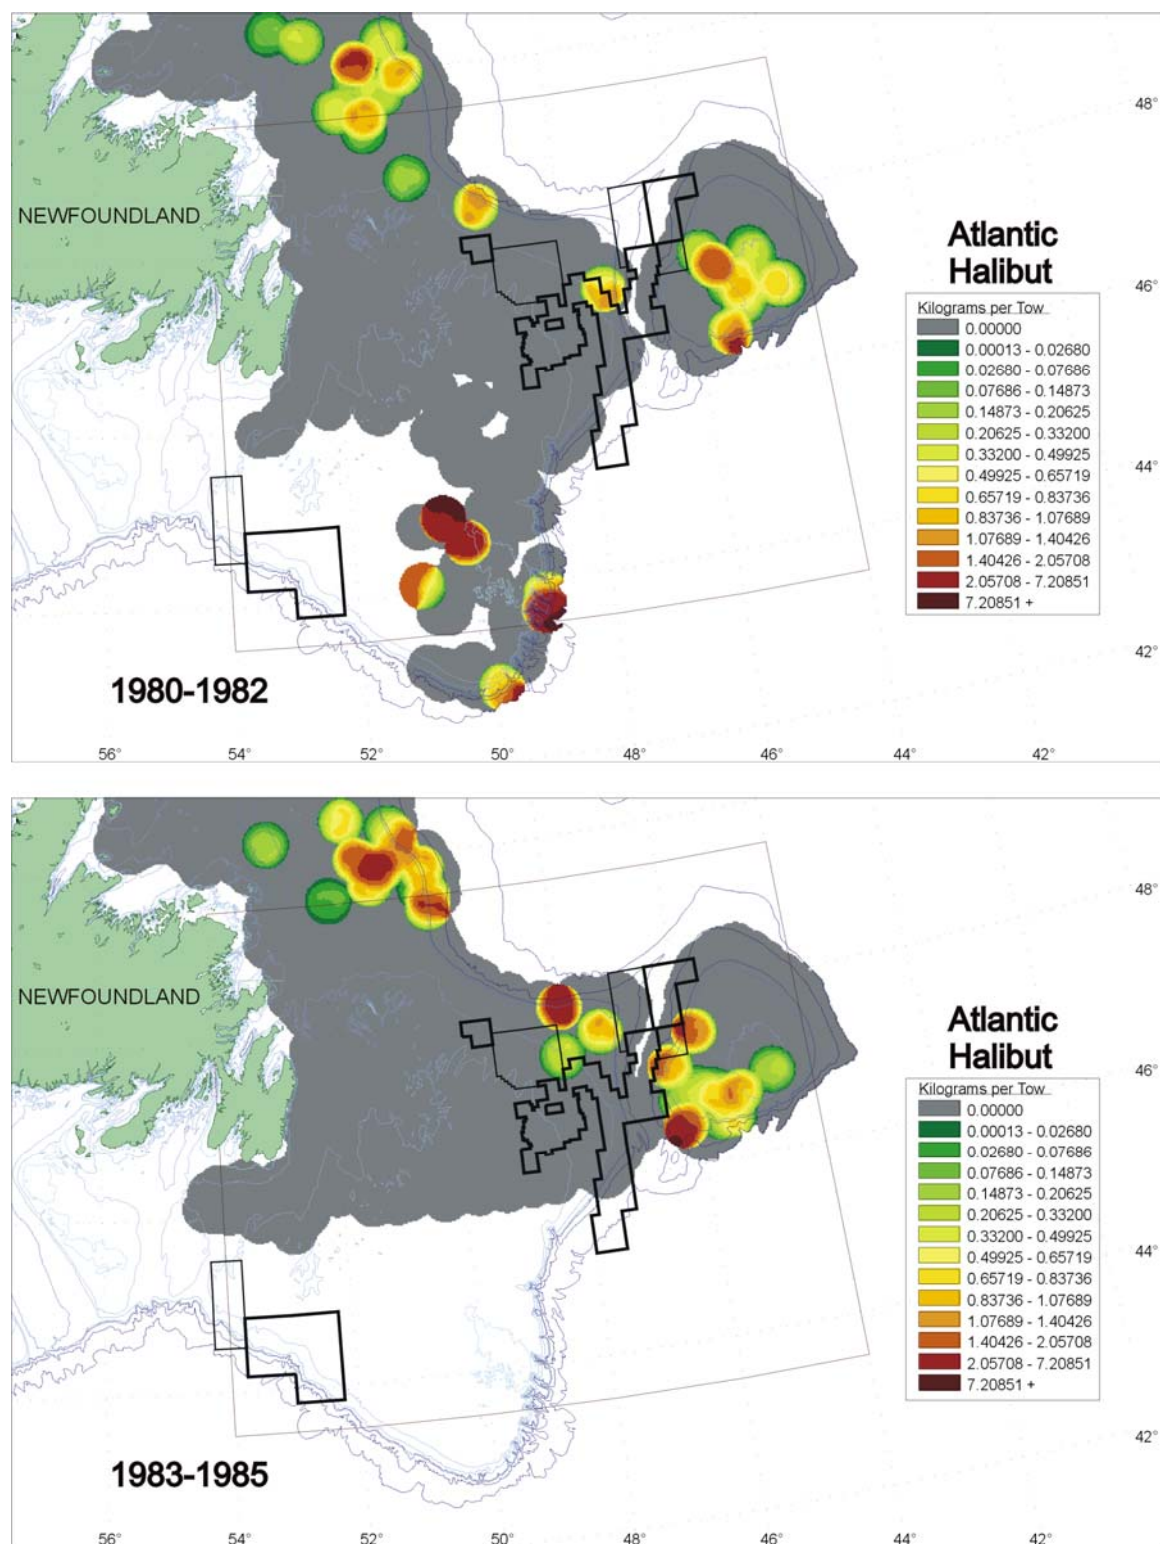 48°
NEWFOUNDLAND
Atlantic
Halibut
46°
Kilograms per Tow
0.00000
0.00013 - 0.02680
0.02680 - 0.07686
0.07686 - 0.14873
0.14873 - 0.20625
0.20625 - 0.33200
0.33200 - 0.49925
0.49925 - 0.65719
0.65719 - 0.83736
0.83736 - 1.07689
1.07689 - 1.40426
1.40426 - 2.05708
2.05708 - 7.20851
7.20851 +
44°
42°
1980-1982
56° 54° 52° 50° 48° 46° 44° 42°
48°
NEWFOUNDLAND
Atlantic
Halibut
46°
Kilograms per Tow
0.00000
0.00013 - 0.02680
0.02680 - 0.07686
0.07686 - 0.14873
0.14873 - 0.20625
0.20625 - 0.33200
0.33200 - 0.49925
0.49925 - 0.65719
0.65719 - 0.83736
0.83736 - 1.07689
1.07689 - 1.40426
1.40426 - 2.05708
2.05708 - 7.20851
7.20851 +
44°
42°
1983-1985
56° 54° 52° 50° 48° 46° 44° 42°